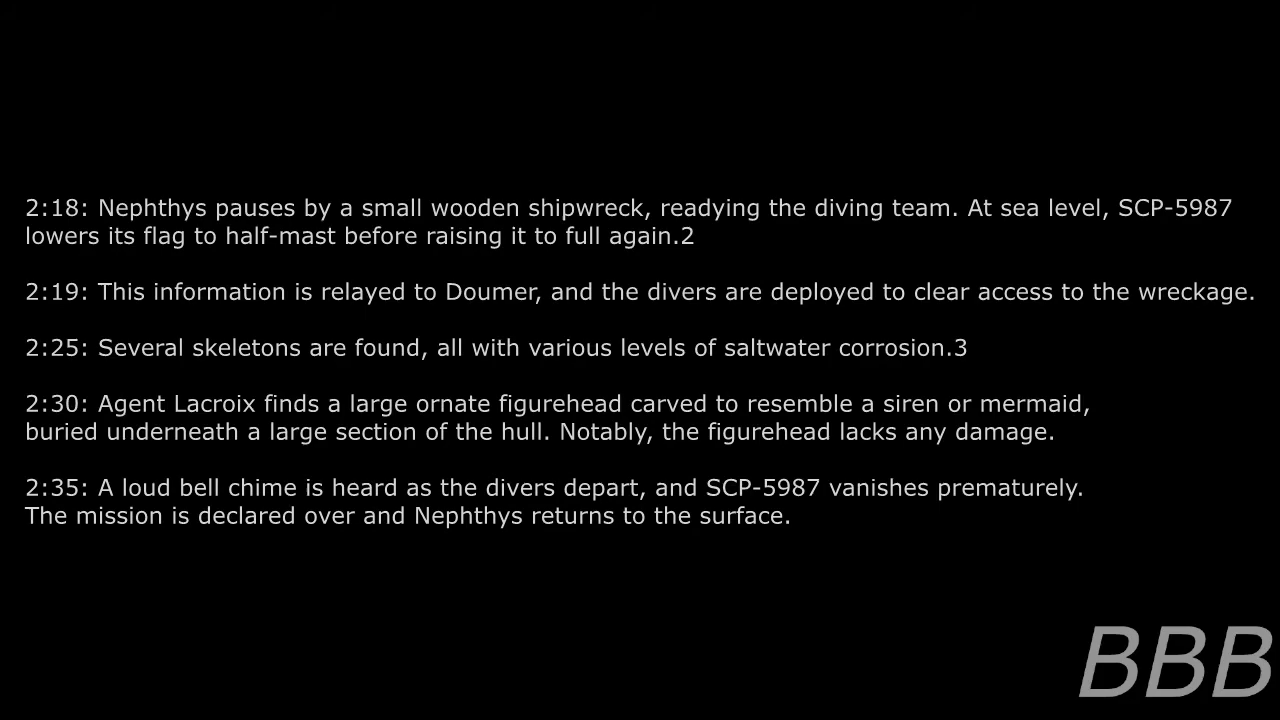 2:18: Nephthys pauses by a small wooden shipwreck, readying the diving team. At sea level, SCP-5987
lowers its flag to half-mast before raising it to full again.2
2:19: This information is relayed to Doumer, and the divers are deployed to clear access to the wreckage.
2:25: Several skeletons are found, all with various levels of saltwater corrosion.3
2:30: Agent Lacroix finds a large ornate figurehead carved to resemble a siren or mermaid,
buried underneath a large section of the hull. Notably, the figurehead lacks any damage.
2:35: A loud bell chime is heard as the divers depart, and SCP-5987 vanishes prematurely.
The mission is declared over and Nephthys returns to the surface.
BBB